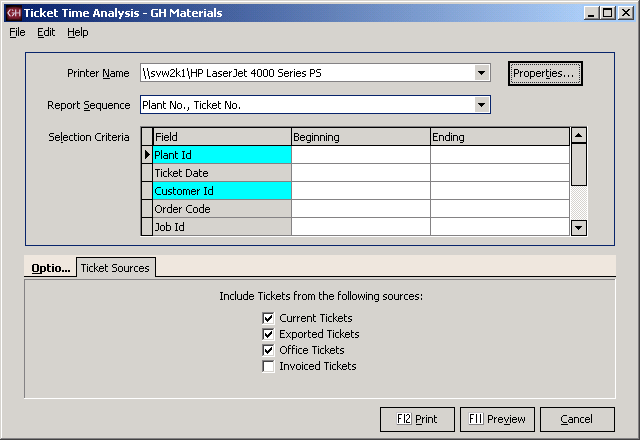 GH Ticket Time Analysis - GH Materials
File Edit Help
Printer Name \\svw2k1\HP LaserJet 4000 Series PS Properties...
Report Sequence Plant No., Ticket No.
Selection Criteria Field Beginning Ending
Plant Id
Ticket Date
Customer Id
Order Code
Job Id
Optio... Ticket Sources
Include Tickets from the following sources:
Current Tickets
Exported Tickets
Office Tickets
Invoiced Tickets
F12 Print F11 Preview Cancel